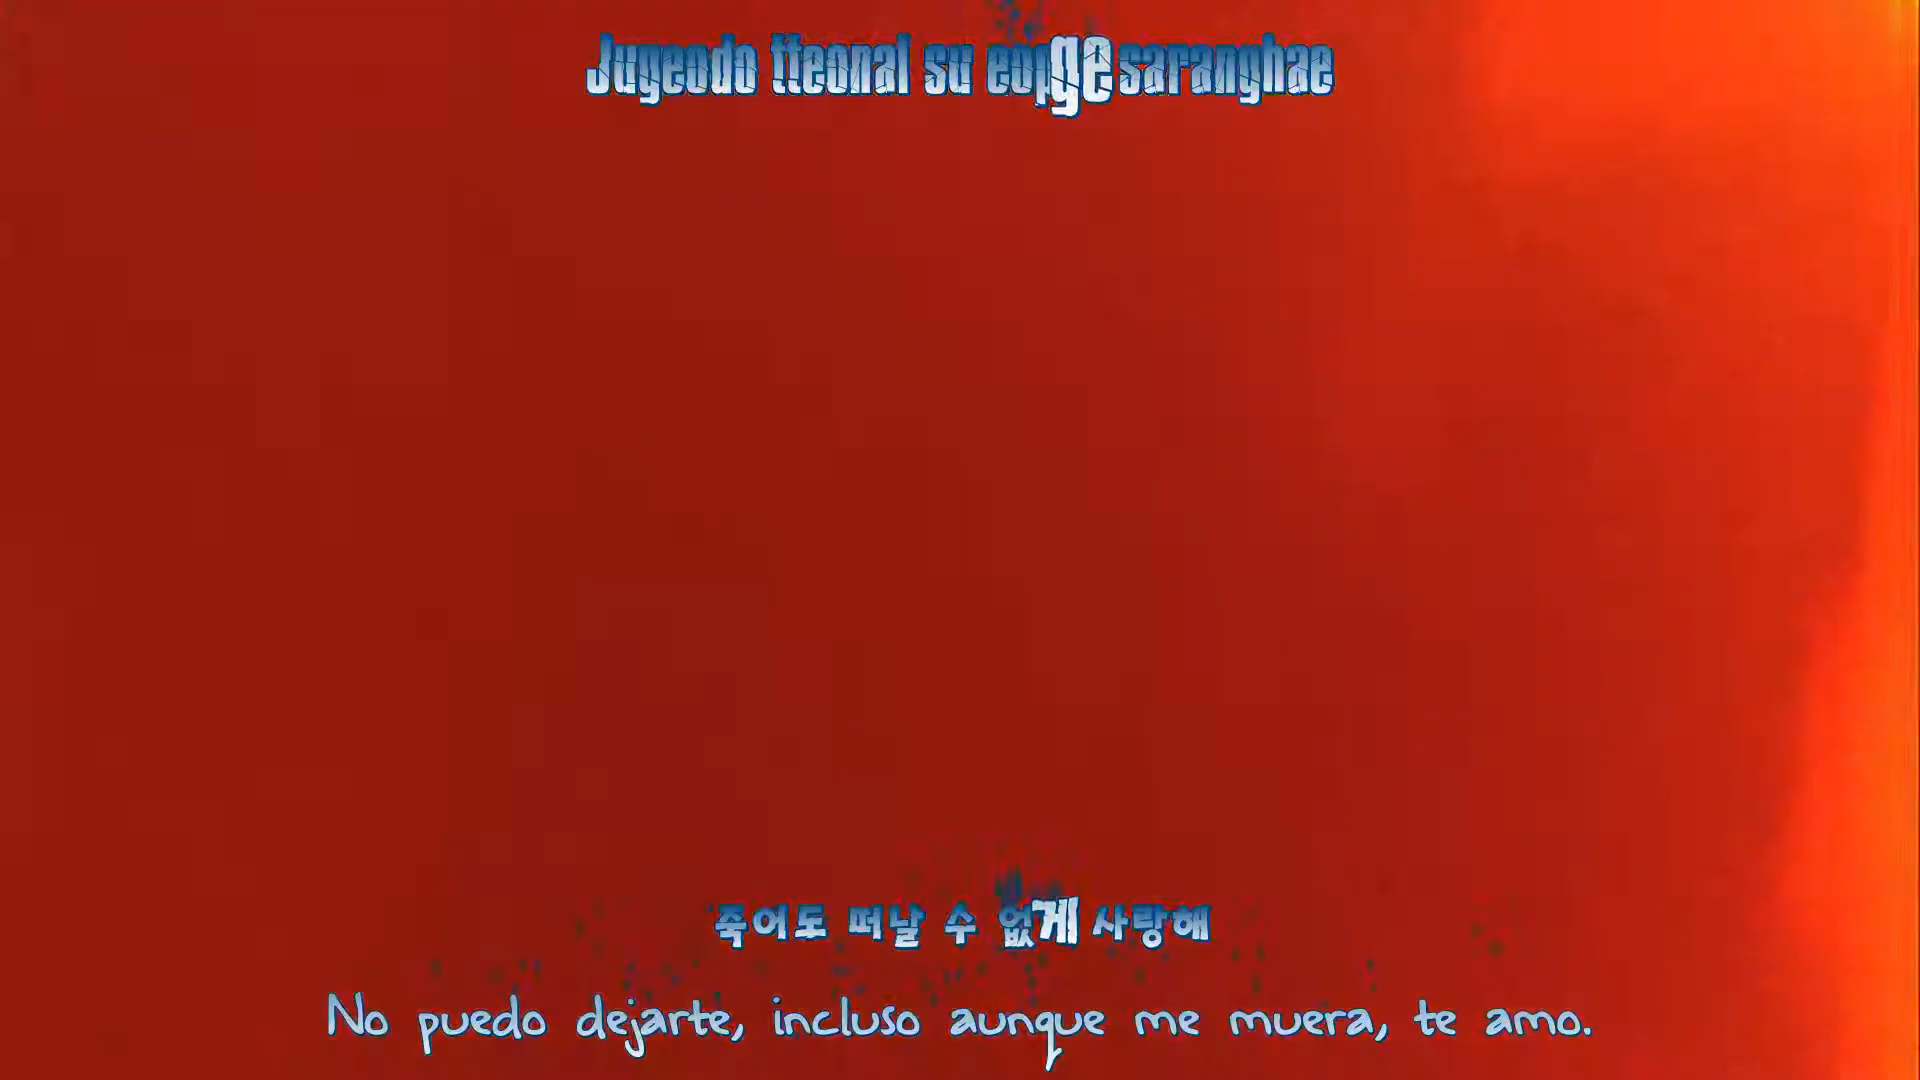 Jugeodo tteonal su eopge saranghae
죽어도 떠날 수 없게 사랑해
No puedo dejarte, incluso aunque me muera, te amo.